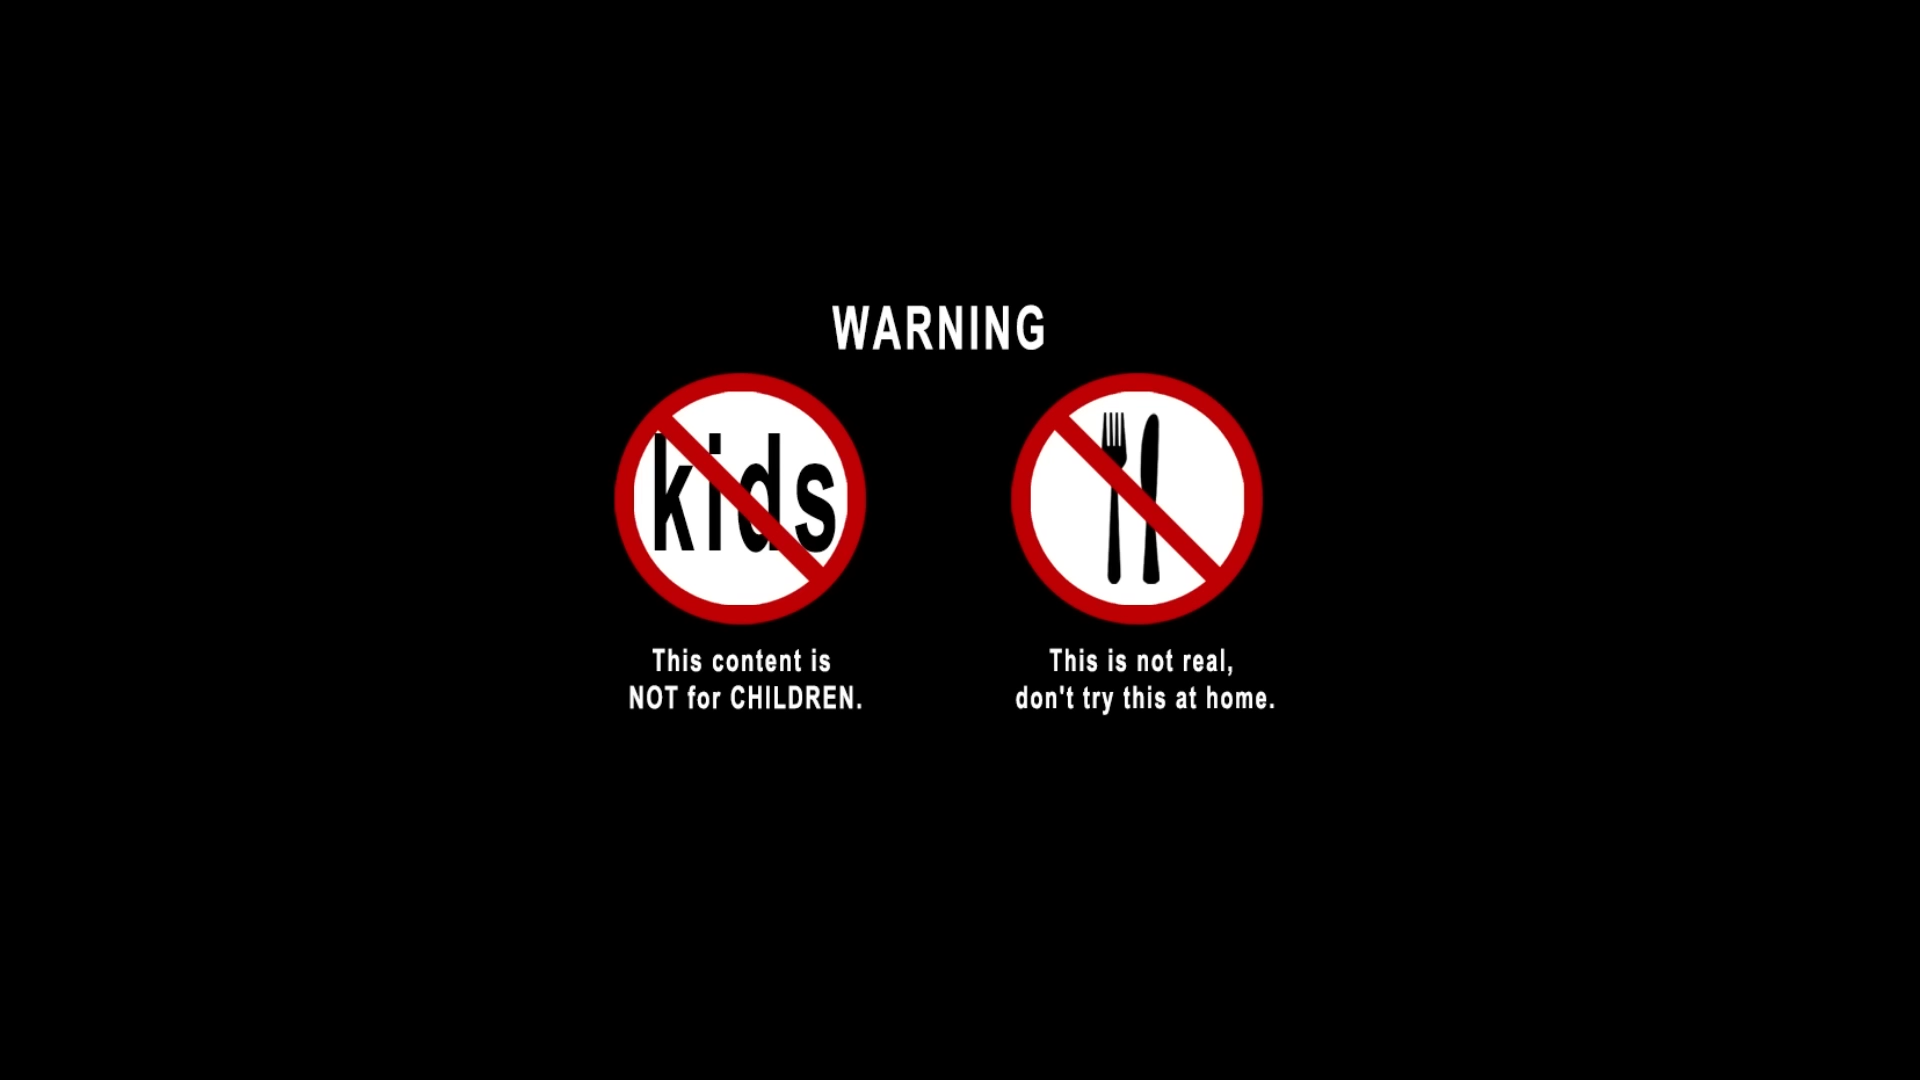 WARNING
kids
This content is
NOT for CHILDREN.
This is not real,
don't try this at home.